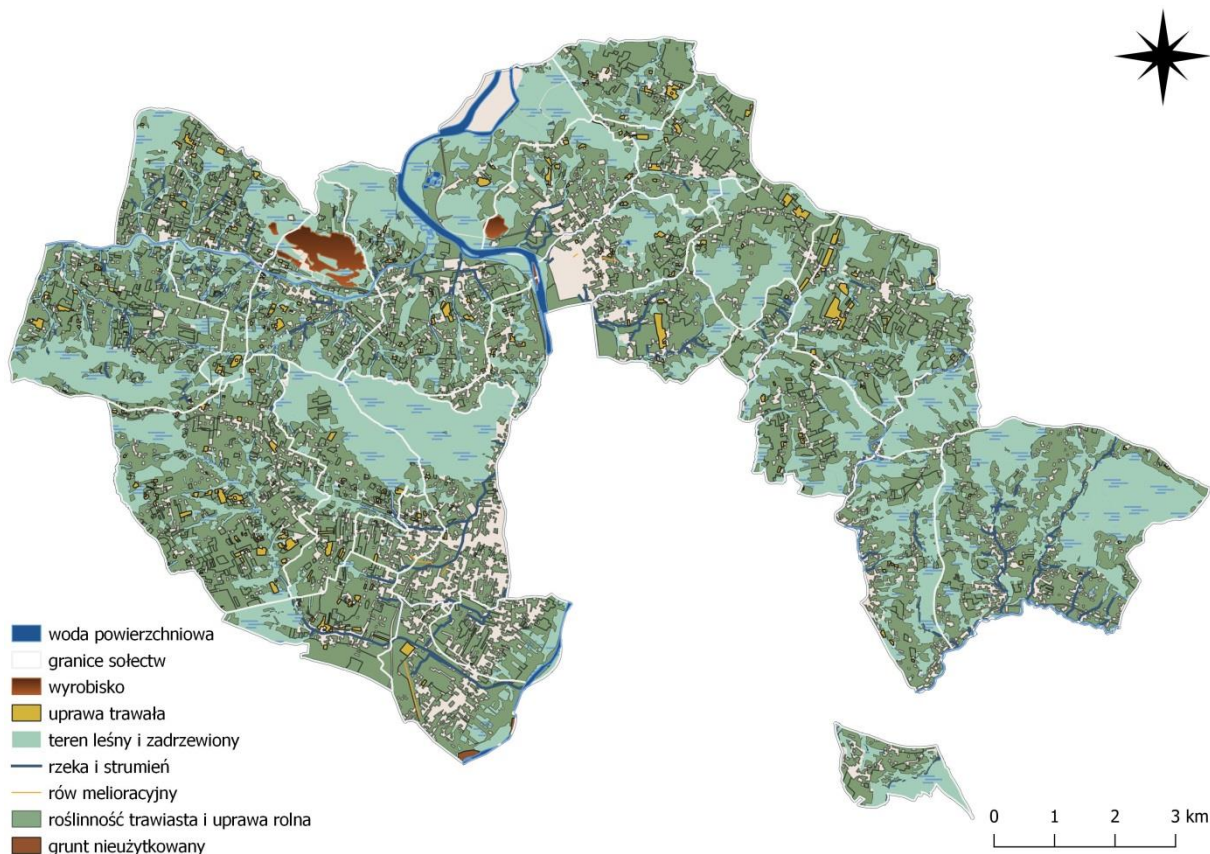 woda powierzchniowa
granice sołectw
wyrobisko
uprawa trawała
teren leśny i zadrzewiony
rzeka i strumień
rów melioracyjny
roślinność trawiasta i uprawa rolna
grunt nieużytkowany
0 1 2 3 km